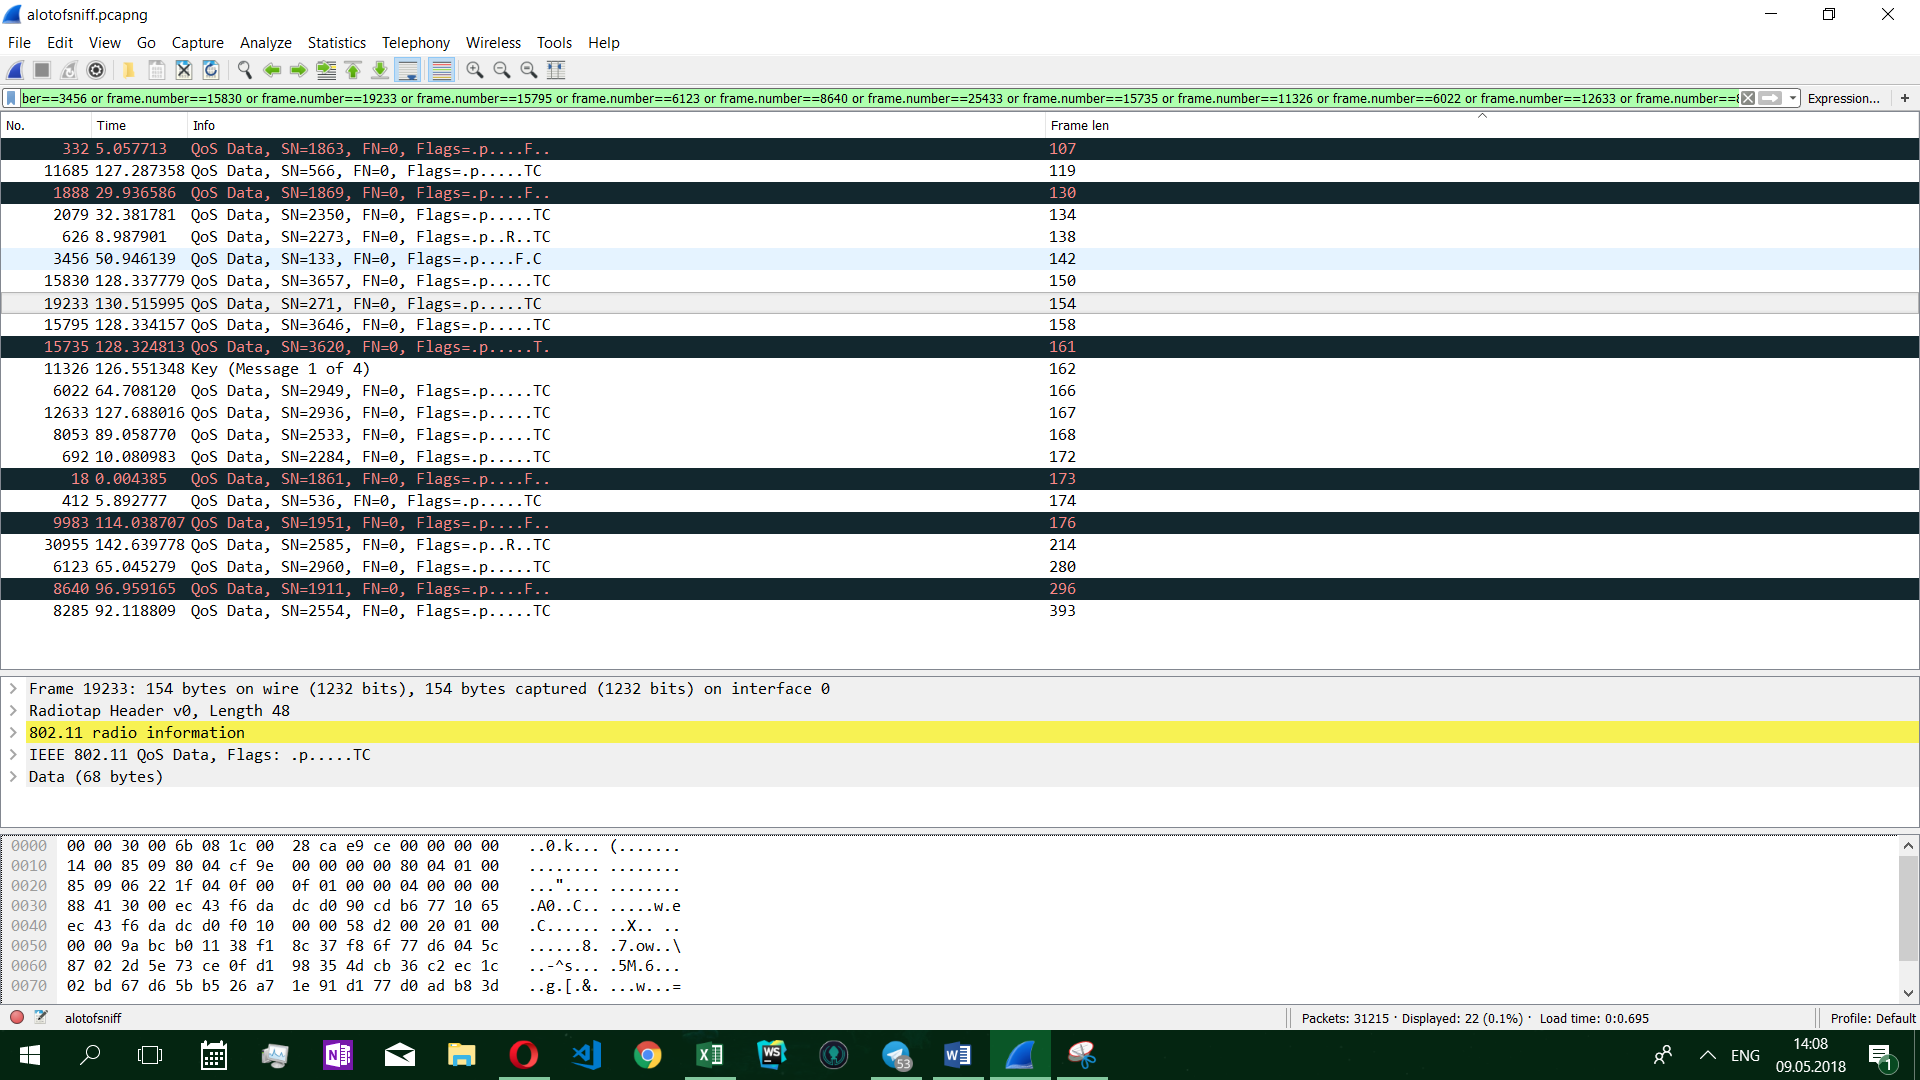 alotofsniff.pcapng
File Edit View Go Capture Analyze Statistics Telephony Wireless Tools Help
ber==3456 or frame.number==15830 or frame.number==19233 or frame.number==15795 or frame.number==6123 or frame.number==8640 or frame.number==25433 or frame.number==15735 or frame.number==11326 or frame.number==6022 or frame.number==12633 or frame.number==8 Expression... +
No. Time Info Frame len
332 5.057713 QoS Data, SN=1863, FN=0, Flags=.p....F.. 107
11685 127.287358 QoS Data, SN=566, FN=0, Flags=.p.....TC 119
1888 29.936586 QoS Data, SN=1869, FN=0, Flags=.p....F.. 130
2079 32.381781 QoS Data, SN=2350, FN=0, Flags=.p.....TC 134
626 8.987901 QoS Data, SN=2273, FN=0, Flags=.p..R..TC 138
3456 50.946139 QoS Data, SN=133, FN=0, Flags=.p....F.C 142
15830 128.337779 QoS Data, SN=3657, FN=0, Flags=.p.....TC 150
19233 130.515995 QoS Data, SN=271, FN=0, Flags=.p.....TC 154
15795 128.334157 QoS Data, SN=3646, FN=0, Flags=.p.....TC 158
15735 128.324813 QoS Data, SN=3620, FN=0, Flags=.p.....T. 161
11326 126.551348 Key (Message 1 of 4) 162
6022 64.708120 QoS Data, SN=2949, FN=0, Flags=.p.....TC 166
12633 127.688016 QoS Data, SN=2936, FN=0, Flags=.p.....TC 167
8053 89.058770 QoS Data, SN=2533, FN=0, Flags=.p.....TC 168
692 10.080983 QoS Data, SN=2284, FN=0, Flags=.p.....TC 172
18 0.004385 QoS Data, SN=1861, FN=0, Flags=.p....F.. 173
412 5.892777 QoS Data, SN=536, FN=0, Flags=.p.....TC 174
9983 114.038707 QoS Data, SN=1951, FN=0, Flags=.p....F.. 176
30955 142.639778 QoS Data, SN=2585, FN=0, Flags=.p..R..TC 214
6123 65.045279 QoS Data, SN=2960, FN=0, Flags=.p.....TC 280
8640 96.959165 QoS Data, SN=1911, FN=0, Flags=.p....F.. 296
8285 92.118809 QoS Data, SN=2554, FN=0, Flags=.p.....TC 393
Frame 19233: 154 bytes on wire (1232 bits), 154 bytes captured (1232 bits) on interface 0
Radiotap Header v0, Length 48
802.11 radio information
IEEE 802.11 QoS Data, Flags: .p.....TC
Data (68 bytes)
0000 00 00 30 00 6b 08 1c 00 28 ca e9 ce 00 00 00 00 ..0.k... (.......
0010 14 00 85 09 80 04 cf 9e 00 00 00 00 80 04 01 00 ........ ........
0020 85 09 06 22 1f 04 0f 00 0f 01 00 00 04 00 00 00 ...".... ........
0030 88 41 30 00 ec 43 f6 da dc d0 90 cd b6 77 10 65 .A0..C.. .....w.e
0040 ec 43 f6 da dc d0 f0 10 00 00 58 d2 00 20 01 00 .C...... ..X.. ..
0050 00 00 9a bc b0 11 38 f1 8c 37 f8 6f 77 d6 04 5c ......8. .7.ow..\
0060 87 02 2d 5e 73 ce 0f d1 98 35 4d cb 36 c2 ec 1c ..-^s... .5M.6...
0070 02 bd 67 d6 5b b5 26 a7 1e 91 d1 77 d0 ad b8 3d ..g.[.&. ...w...=
alotofsniff Packets: 31215 · Displayed: 22 (0.1%) · Load time: 0:0.695 Profile: Default
53 ENG 14:08
09.05.2018 1